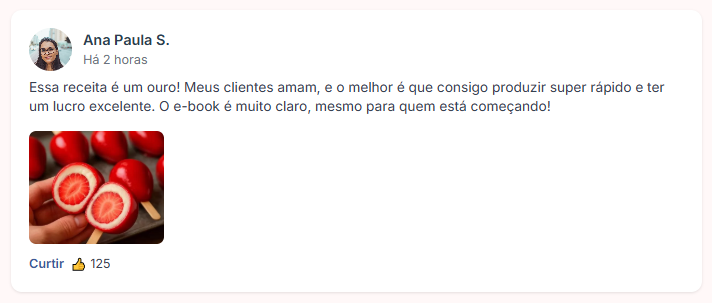 Ana Paula S.
Há 2 horas
Essa receita é um ouro! Meus clientes amam, e o melhor é que consigo produzir super rápido e ter
um lucro excelente. O e-book é muito claro, mesmo para quem está começando!
Curtir 👍 125